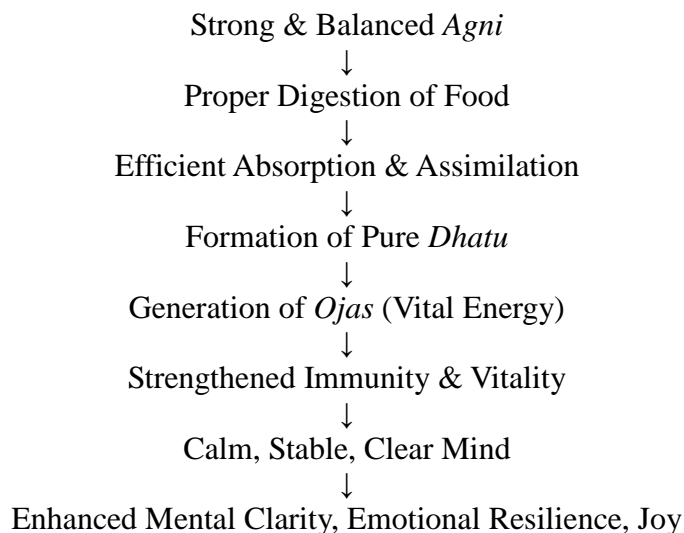 Strong & Balanced Agni
↓
Proper Digestion of Food
↓
Efficient Absorption & Assimilation
↓
Formation of Pure Dhatu
↓
Generation of Ojas (Vital Energy)
↓
Strengthened Immunity & Vitality
↓
Calm, Stable, Clear Mind
↓
Enhanced Mental Clarity, Emotional Resilience, Joy